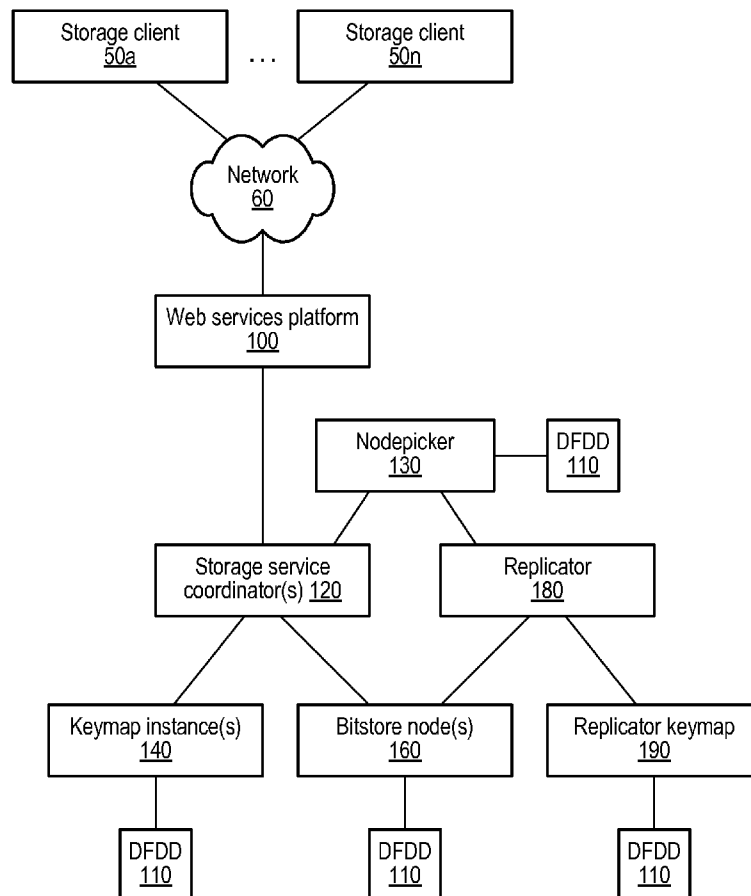 Storage client
50a
...
Storage client
50n
Network
60
Web services platform
100
Nodepicker
130
DFDD
110
Storage service
coordinator(s) 120
Replicator
180
Keymap instance(s)
140
Bitstore node(s)
160
Replicator keymap
190
DFDD
110
DFDD
110
DFDD
110